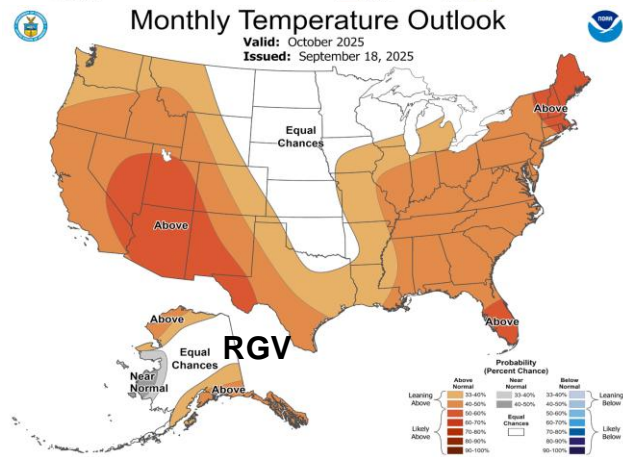 Monthly Temperature Outlook
Valid: October 2025
Issued: September 18, 2025
NOAA
Above
Equal
Chances
Above
Above
Above
Equal
Chances
RGV
Near
Normal
Above
Probability
(Percent Chance)
Above
Normal
Near
Normal
Below
Normal
Leaning
Above
33-40%
40-50%
33-40%
40-50%
33-40%
40-50%
Leaning
Below
Likely
Above
50-60%
60-70%
70-80%
80-90%
90-100%
Equal
Chances
50-60%
60-70%
70-80%
80-90%
90-100%
Likely
Below